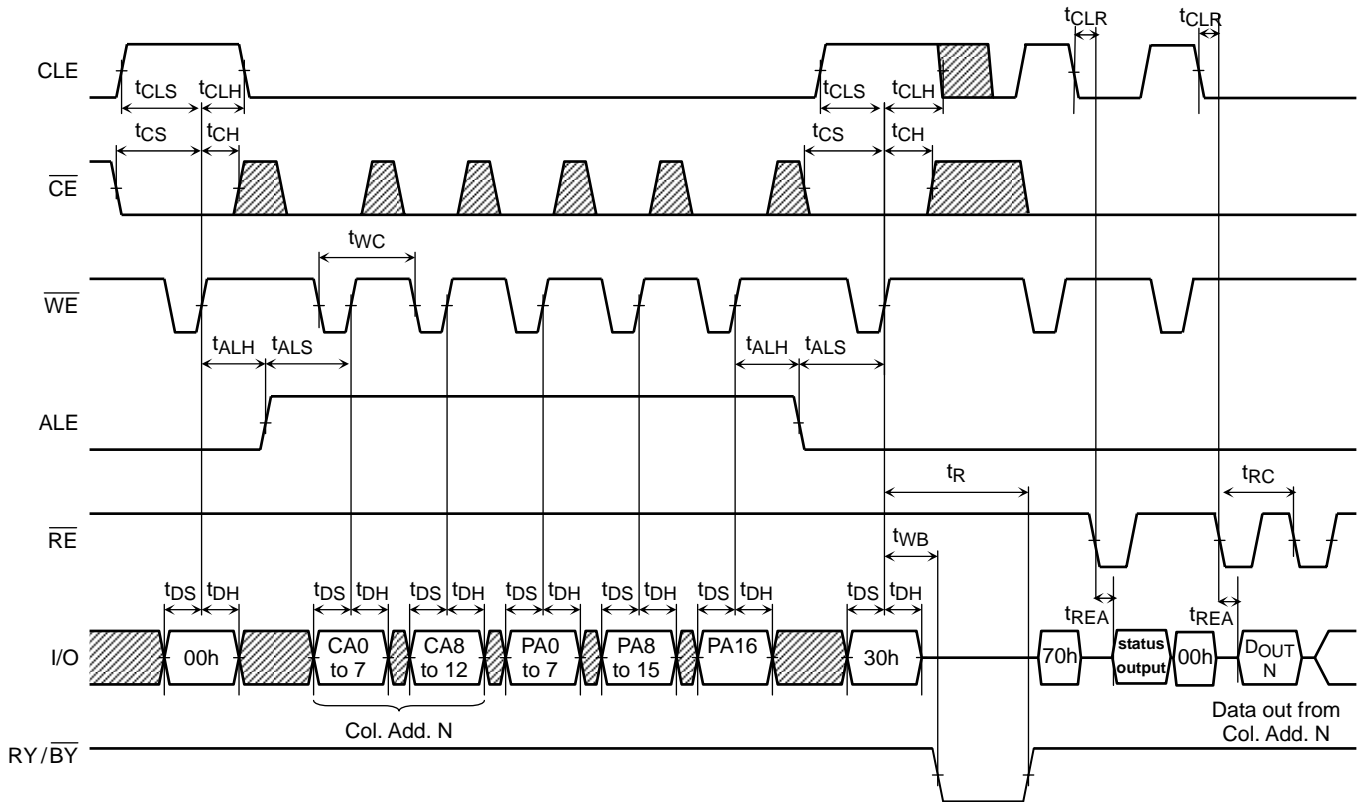 tCLR tCLR
CLE
tCLS tCLH tCLS tCLH
tCS tCH tCS tCH
CE
tWC
WE
tALH tALS tALH tALS
ALE
tR tRC
RE
tWB
tDS tDH tDS tDH tDS tDH tDS tDH tDS tDH tDS tDH tDS tDH
tREA tREA
I/O
00h
CA0
to 7
CA8
to 12
PA0
to 7
PA8
to 15
PA16
30h
70h
status
output
00h
DOUT
N
Col. Add. N
Data out from
Col. Add. N
RY/BY